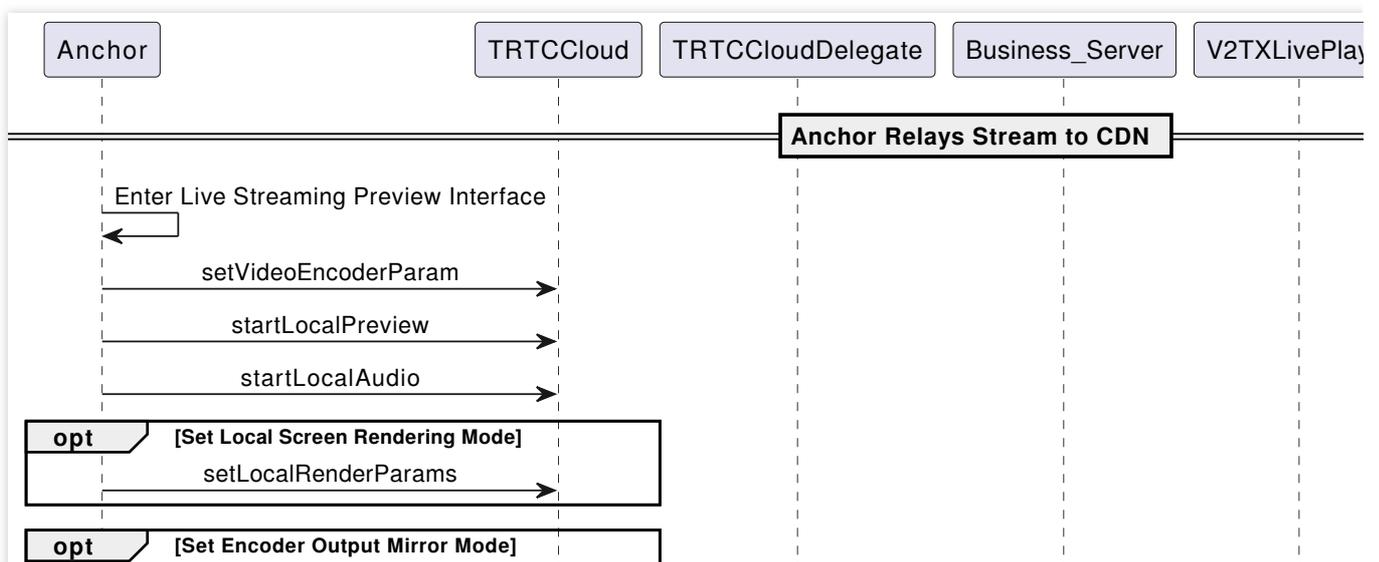 Anchor
TRTCCloud
TRTCCloudDelegate
Business_Server
V2TXLivePlay
Anchor Relays Stream to CDN
Enter Live Streaming Preview Interface
setVideoEncoderParam
startLocalPreview
startLocalAudio
opt [Set Local Screen Rendering Mode]
setLocalRenderParams
opt [Set Encoder Output Mirror Mode]